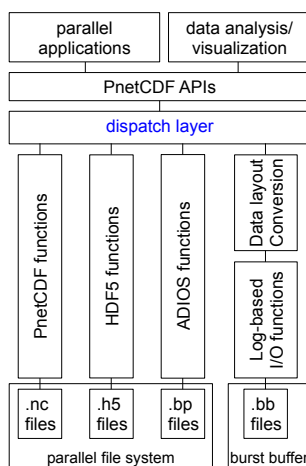 parallel
applications
data analysis/
visualization
PnetCDF APIs
dispatch layer
PnetCDF functions
HDF5 functions
ADIOS functions
Data layout
Conversion
Log-based
I/O functions
.nc
files
.h5
files
.bp
files
.bb
files
parallel file system
burst buffer